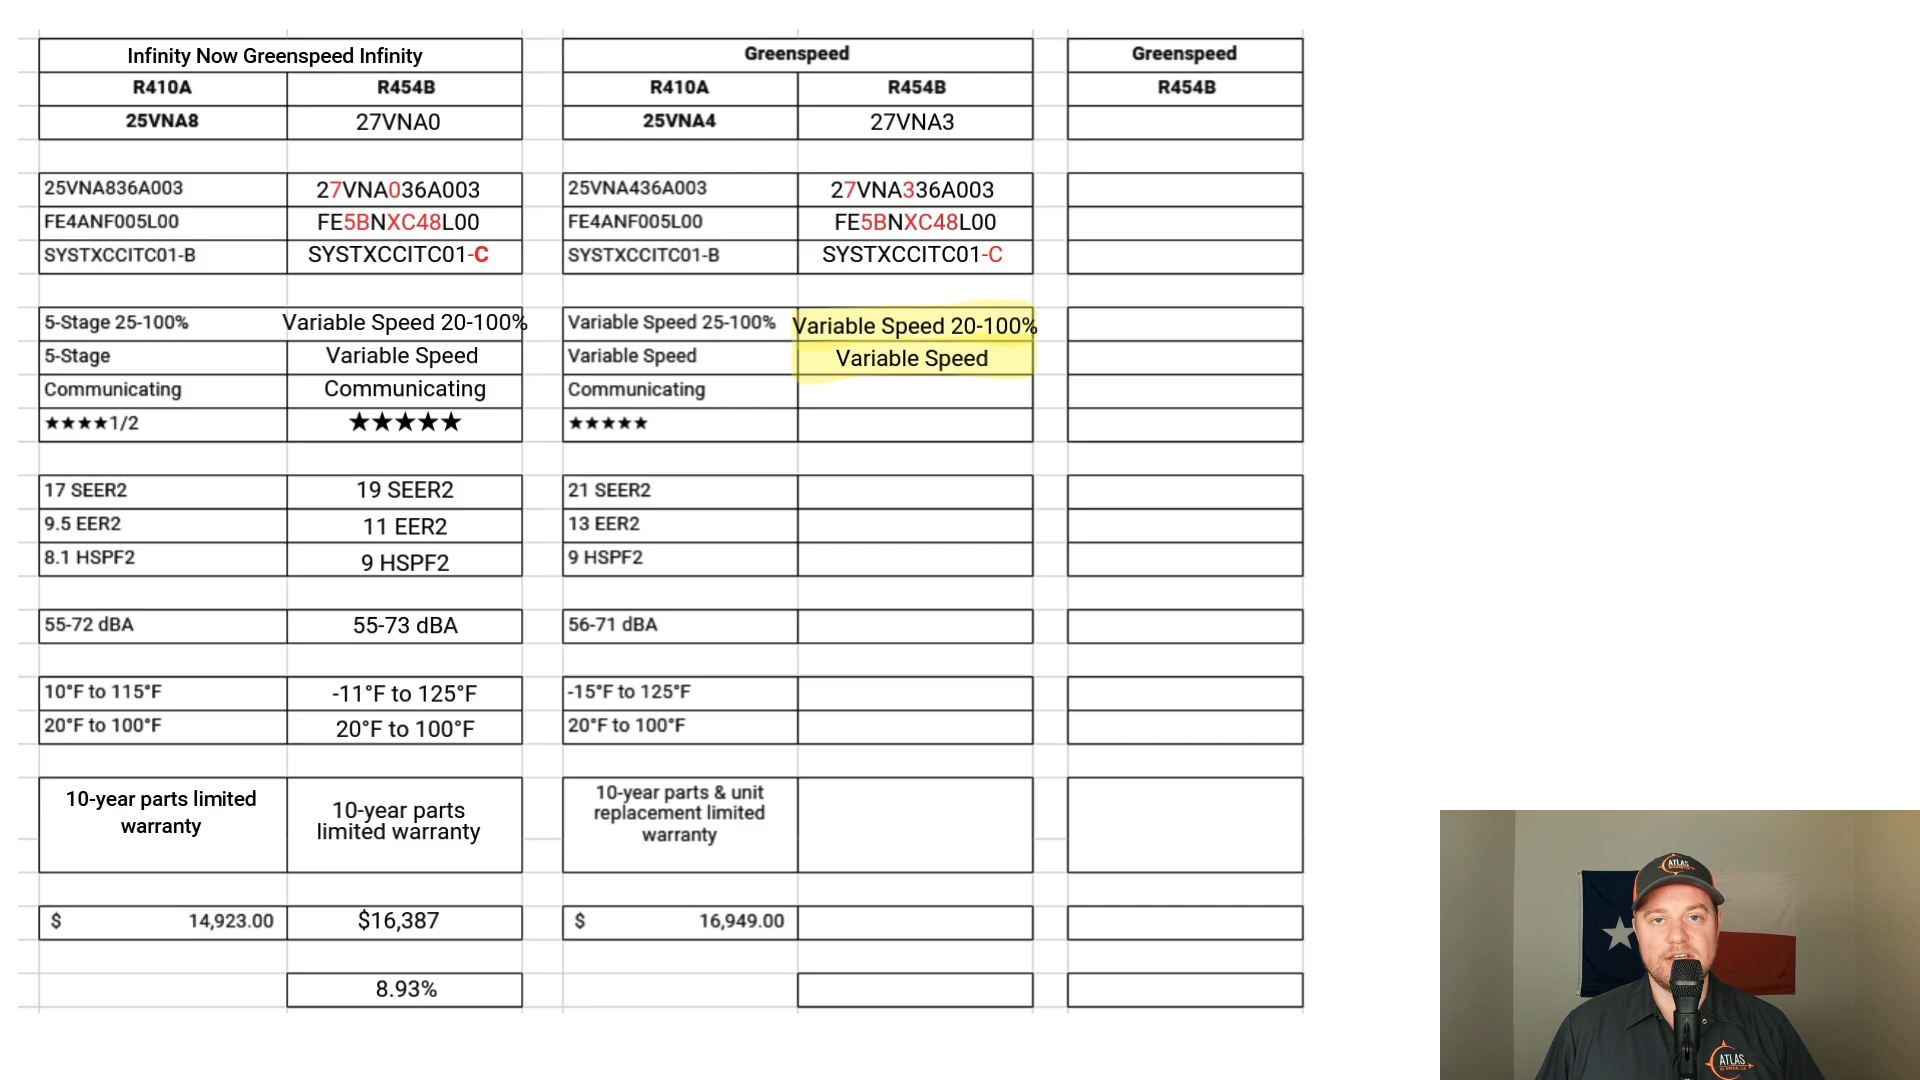 Infinity Now Greenspeed Infinity
Greenspeed
Greenspeed
R410A
R454B
R410A
R454B
R454B
25VNA8
27VNA0
25VNA4
27VNA3
25VNA836A003
27VNA036A003
25VNA436A003
27VNA336A003
FE4ANF005L00
FE5BNXC48L00
FE4ANF005L00
FE5BNXC48L00
SYSTXCCITC01-B
SYSTXCCITC01-C
SYSTXCCITC01-B
SYSTXCCITC01-C
5-Stage 25-100%
Variable Speed 20-100%
Variable Speed 25-100%
Variable Speed 20-100%
5-Stage
Variable Speed
Variable Speed
Variable Speed
Communicating
Communicating
Communicating
★★★★1/2
★★★★★
★★★★★
17 SEER2
19 SEER2
21 SEER2
9.5 EER2
11 EER2
13 EER2
8.1 HSPF2
9 HSPF2
9 HSPF2
55-72 dBA
55-73 dBA
56-71 dBA
10°F to 115°F
-11°F to 125°F
-15°F to 125°F
20°F to 100°F
20°F to 100°F
20°F to 100°F
10-year parts limited
warranty
10-year parts
limited warranty
10-year parts & unit
replacement limited
warranty
$ 14,923.00
$16,387
$ 16,949.00
8.93%
ATLAS
ATLAS